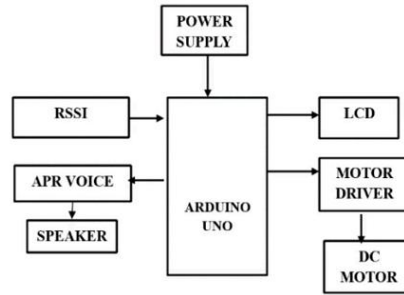 POWER
SUPPLY
RSSI
LCD
APR VOICE
ARDUINO
UNO
MOTOR
DRIVER
SPEAKER
DC
MOTOR